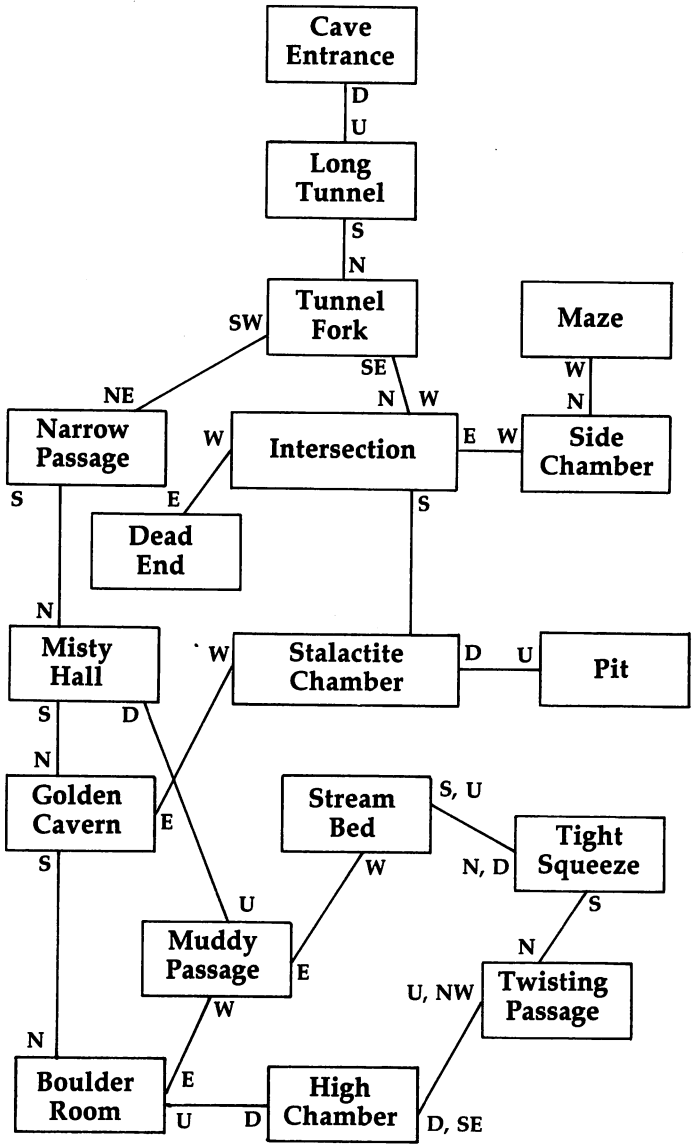 Cave
Entrance
D
U
Long
Tunnel
S
N
Tunnel
Fork
SW
SE
Maze
W
NE
N W
N
Narrow
Passage
W
Intersection
E W
Side
Chamber
S
E
S
Dead
End
N
Misty
Hall
W
Stalactite
Chamber
D U
Pit
S
D
N
Golden
Cavern
E
Stream
Bed
S, U
Tight
Squeeze
N, D
S
W
S
U
Muddy
Passage
E
N
Twisting
Passage
U, NW
W
N
Boulder
Room
E
U D
High
Chamber
D, SE